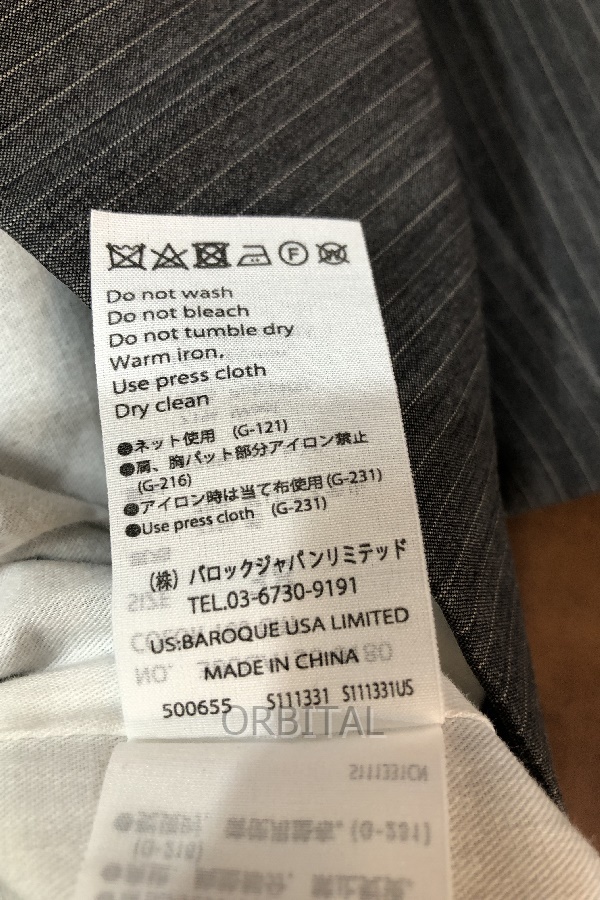 F W
Do not wash
Do not bleach
Do not tumble dry
Warm iron.
Use press cloth
Dry clean
●ネット使用 (G-121)
●肩、胸パット部分アイロン禁止
(G-216)
●アイロン時は当て布使用(G-231)
●Use press cloth (G-231)
(株) バロックジャパンリミテッド
TEL.03-6730-9191
US:BAROQUE USA LIMITED
MADE IN CHINA
500655 S111331 S111331US
ORBITAL
S111331CN